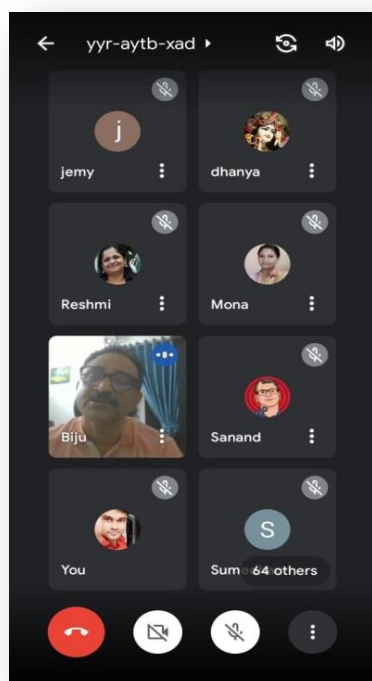 yyr-aytb-xad
j
jemy
dhanya
Reshmi
Mona
Biju
Sanand
You
S
64 others